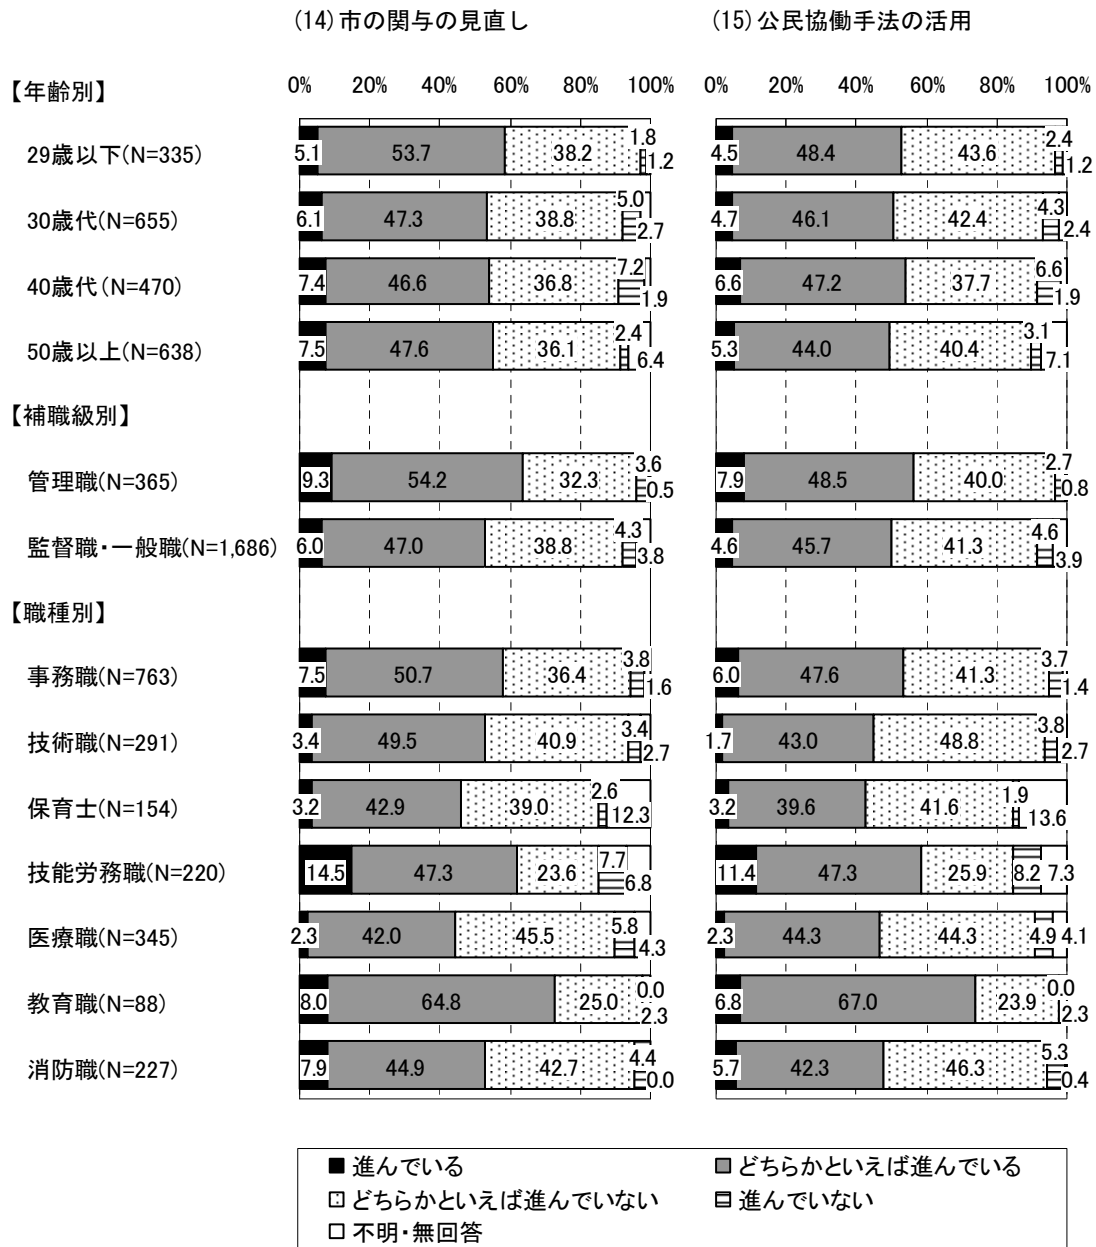 (14)市の関与の見直し (15)公民協働手法の活用
【年齢別】 0% 20% 40% 60% 80% 100% 0% 20% 40% 60% 80% 100%
29歳以下(N=335) 5.1 53.7 38.2 1.8 1.2 4.5 48.4 43.6 2.4 1.2
30歳代(N=655) 6.1 47.3 38.8 5.0 2.7 4.7 46.1 42.4 4.3 2.4
40歳代(N=470) 7.4 46.6 36.8 7.2 1.9 6.6 47.2 37.7 6.6 1.9
50歳以上(N=638) 7.5 47.6 36.1 2.4 6.4 5.3 44.0 40.4 3.1 7.1
【補職級別】
管理職(N=365) 9.3 54.2 32.3 3.6 0.5 7.9 48.5 40.0 2.7 0.8
監督職・一般職(N=1,686) 6.0 47.0 38.8 4.3 3.8 4.6 45.7 41.3 4.6 3.9
【職種別】
事務職(N=763) 7.5 50.7 36.4 3.8 1.6 6.0 47.6 41.3 3.7 1.4
技術職(N=291) 3.4 49.5 40.9 3.4 2.7 1.7 43.0 48.8 3.8 2.7
保育士(N=154) 3.2 42.9 39.0 2.6 12.3 3.2 39.6 41.6 1.9 13.6
技能労務職(N=220) 14.5 47.3 23.6 7.7 6.8 11.4 47.3 25.9 8.2 7.3
医療職(N=345) 2.3 42.0 45.5 5.8 4.3 2.3 44.3 44.3 4.9 4.1
教育職(N=88) 8.0 64.8 25.0 0.0 2.3 6.8 67.0 23.9 0.0 2.3
消防職(N=227) 7.9 44.9 42.7 4.4 0.0 5.7 42.3 46.3 5.3 0.4
進んでいる どちらかといえば進んでいる
どちらかといえば進んでいない 進んでいない
不明・無回答